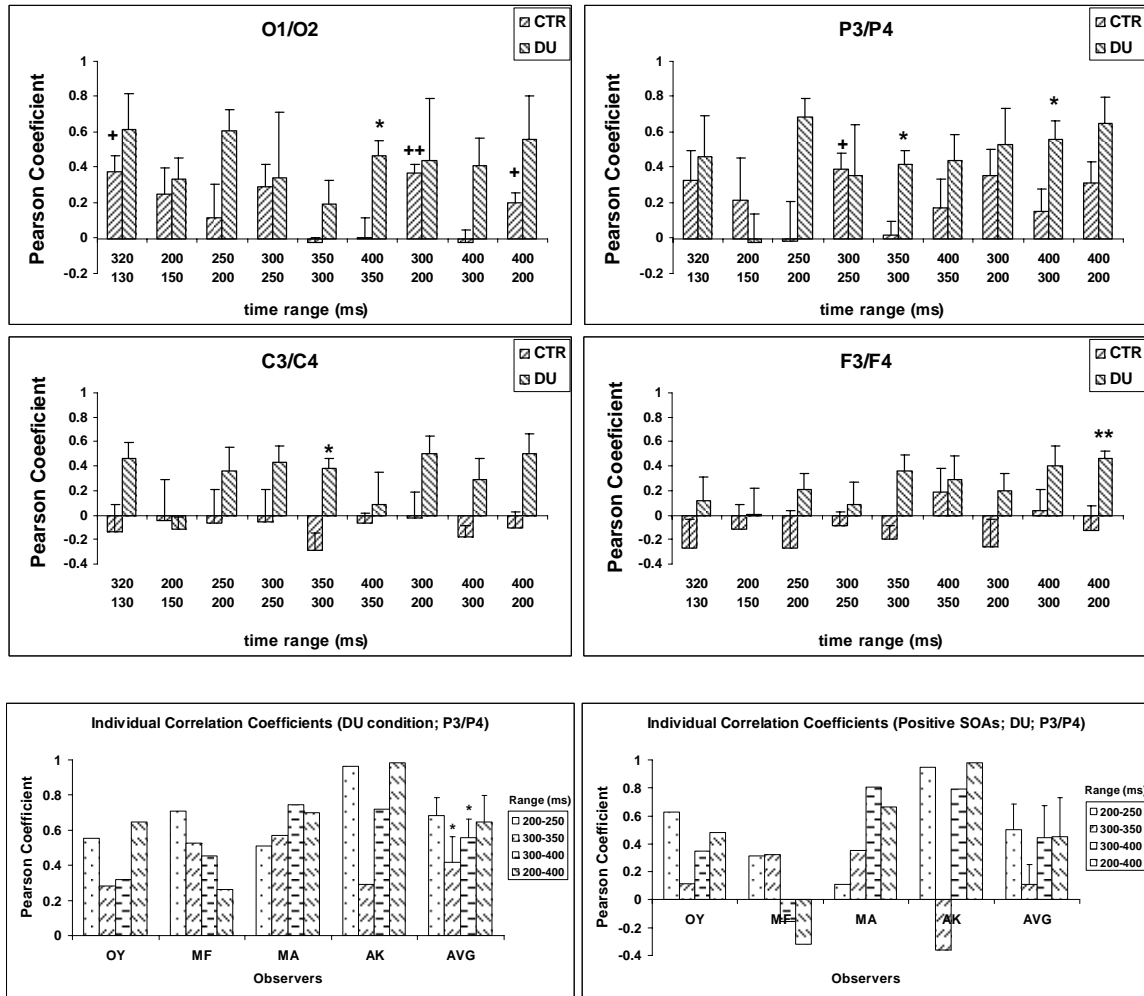 O1/O2
CTR
DU
Pearson Coeeficient
1
0.8
0.6
0.4
0.2
0
-0.2
+
*
++
+
320 200 250 300 350 400 300 400 400
130 150 200 250 300 350 200 300 200
time range (ms)
P3/P4
CTR
DU
Pearson Coeeficient
1
0.8
0.6
0.4
0.2
0
-0.2
+
*
*
320 200 250 300 350 400 300 400 400
130 150 200 250 300 350 200 300 200
time range (ms)
C3/C4
CTR
DU
Pearson Coeeficient
1
0.8
0.6
0.4
0.2
0
-0.2
-0.4
*
320 200 250 300 350 400 300 400 400
130 150 200 250 300 350 200 300 200
time range (ms)
F3/F4
CTR
DU
Pearson Coeeficient
1
0.8
0.6
0.4
0.2
0
-0.2
-0.4
**
320 200 250 300 350 400 300 400 400
130 150 200 250 300 350 200 300 200
time range (ms)
Individual Correlation Coefficients (DU condition; P3/P4)
Pearson Coefficient
1
0.8
0.6
0.4
0.2
0
*
*
OY MF MA AK AVG
Observers
Range (ms)
200-250
300-350
300-400
200-400
Individual Correlation Coefficients (Positive SOAs; DU; P3/P4)
Pearson Coefficient
1
0.8
0.6
0.4
0.2
0
-0.2
-0.4
OY MF MA AK AVG
Observers
Range (ms)
200-250
300-350
300-400
200-400